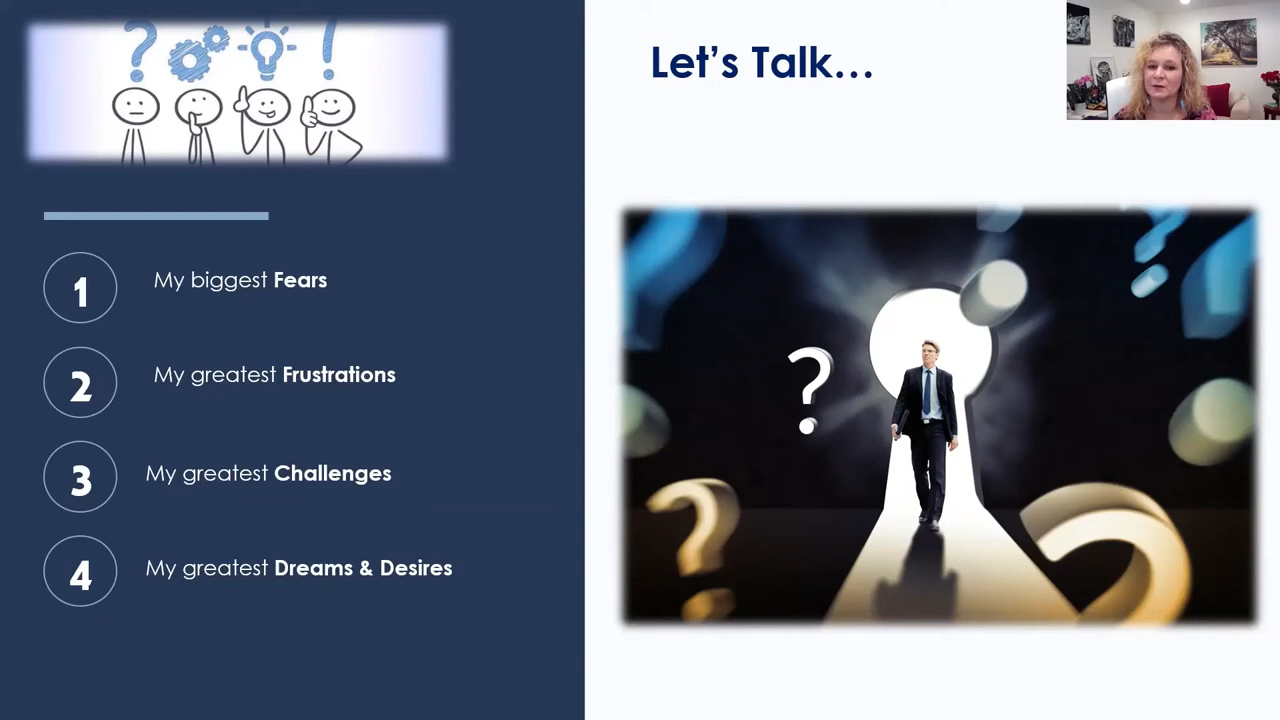 Let's Talk...
1
My biggest Fears
2
My greatest Frustrations
3
My greatest Challenges
4
My greatest Dreams & Desires